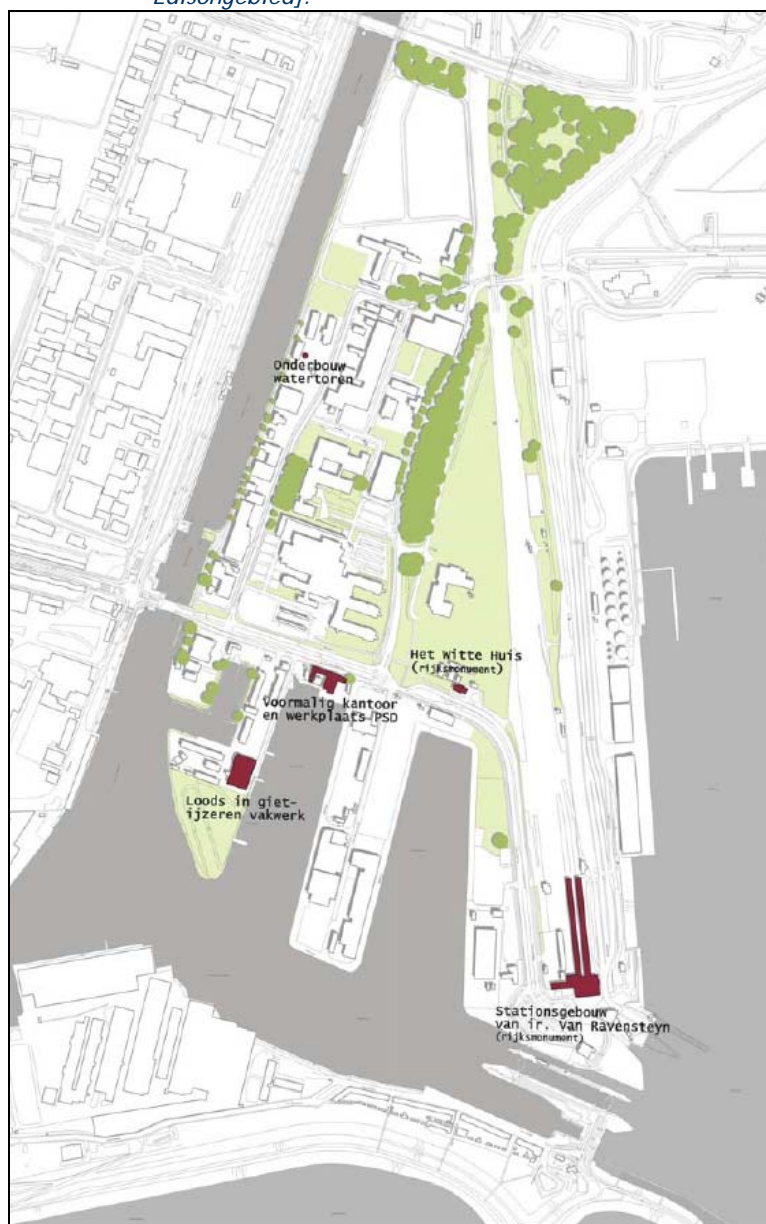 Edisongebied.
Onderbouw
watertoren
Het Witte Huis
(rijksmonument)
Voormalig kantoor
en werkplaats PSD
Loods in giet-
ijzeren vakwerk
Stationsgebouw
van ir. Van Ravensteyn
(rijksmonument)